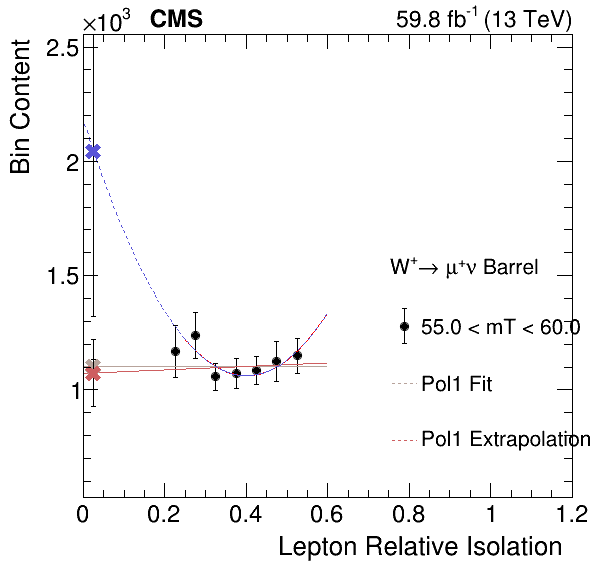 ×10³ CMS 59.8 fb⁻¹ (13 TeV)
Bin Content
2.5
2
1.5
1
W⁺→ μ⁺ν Barrel
55.0 < mT < 60.0
Pol1 Fit
Pol1 Extrapolation
0 0.2 0.4 0.6 0.8 1 1.2
Lepton Relative Isolation